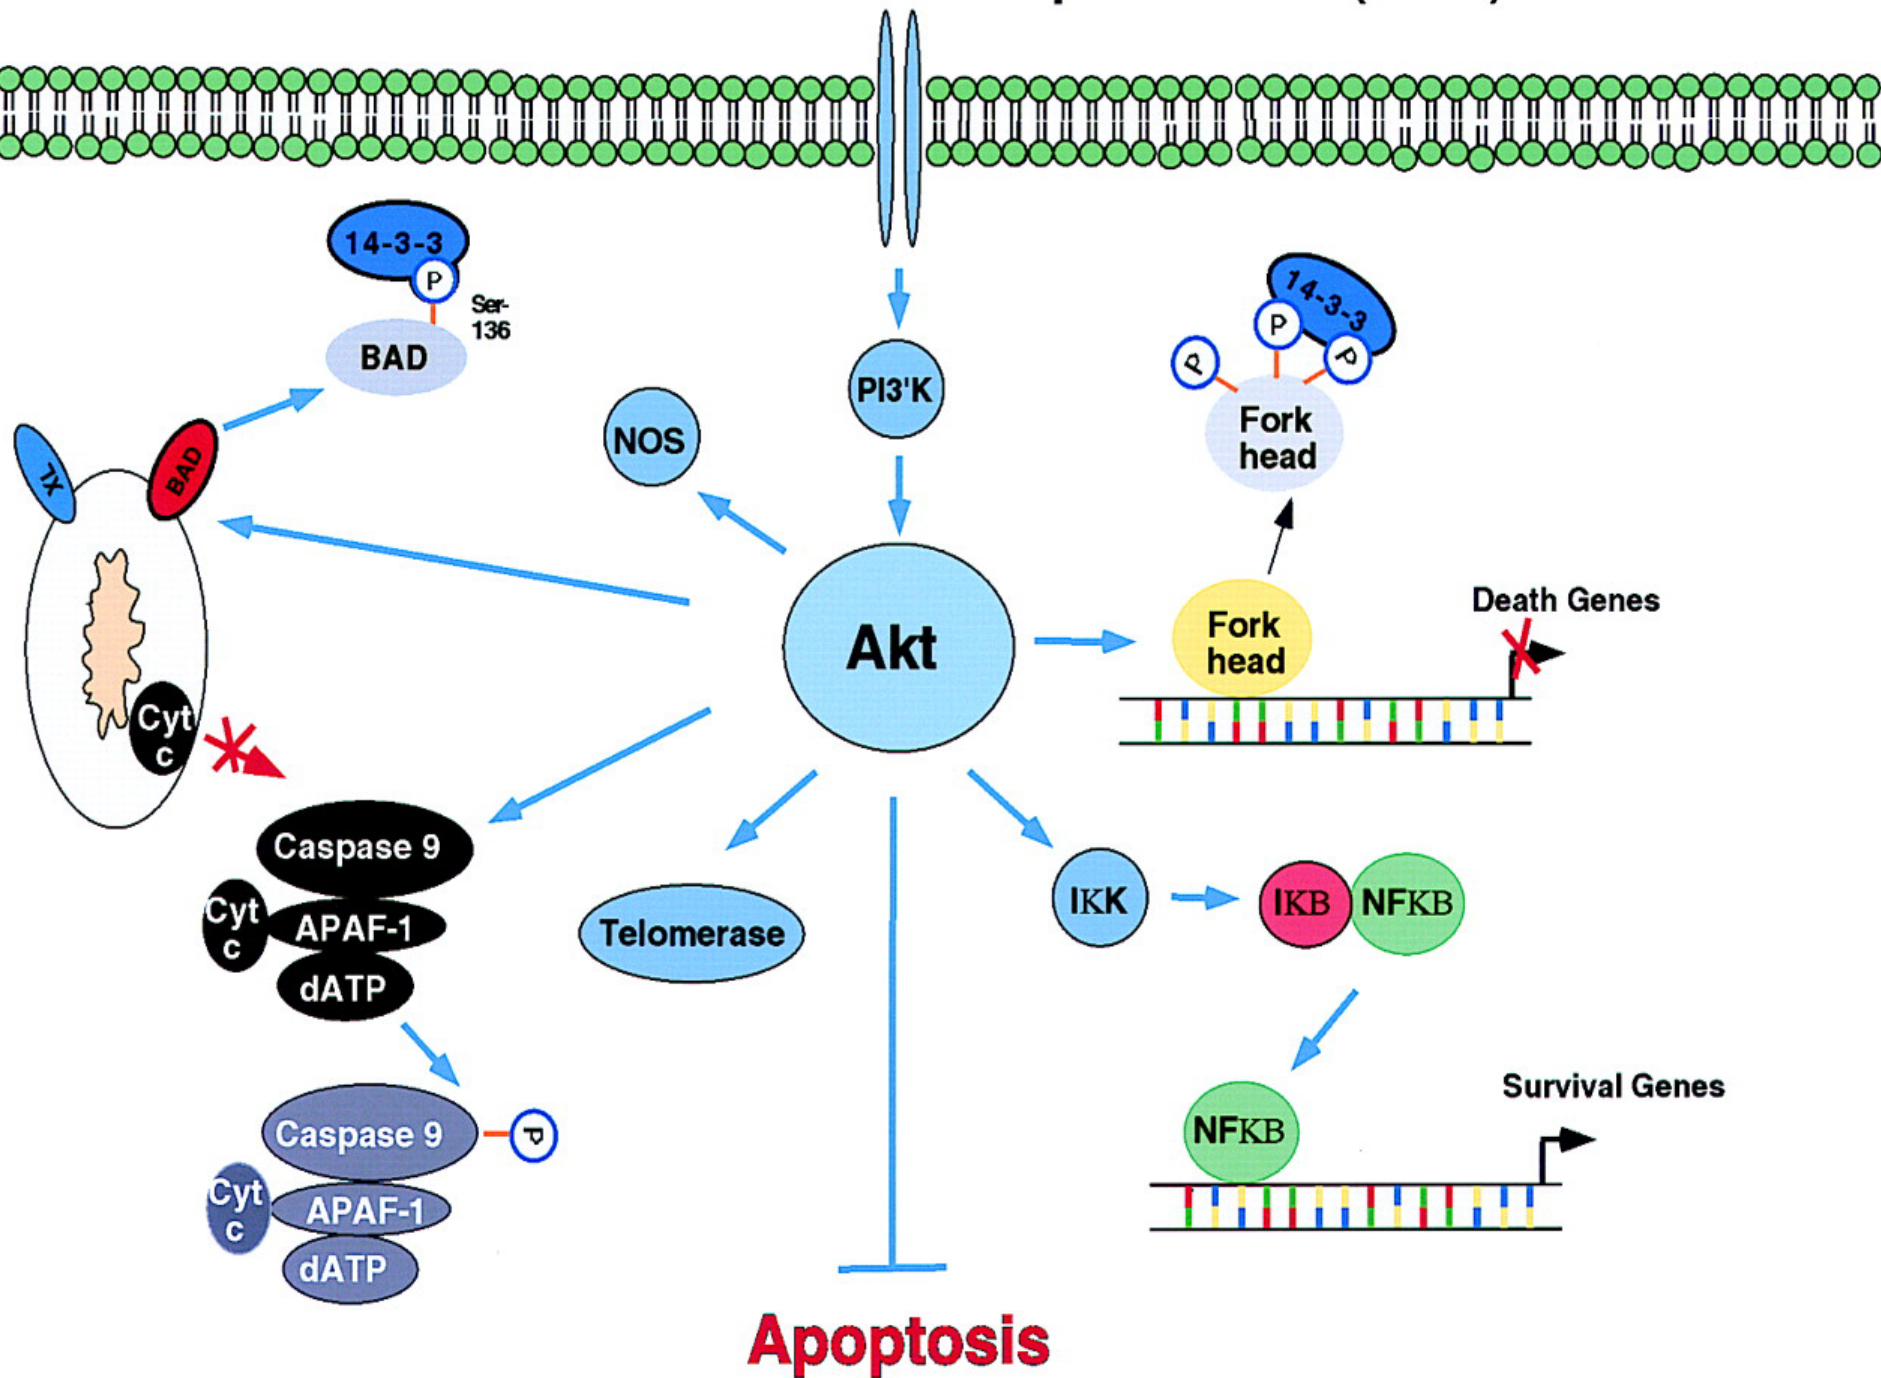 14-3-3
P
Ser-
136
BAD
XL
BAD
Cyt
c
Caspase 9
Cyt
c
APAF-1
dATP
Caspase 9
P
Cyt
c
APAF-1
dATP
NOS
PI3'K
Akt
Telomerase
Apoptosis
14-3-3
P
P
P
Fork
head
Fork
head
Death Genes
IKK
IKB
NFKB
NFKB
Survival Genes